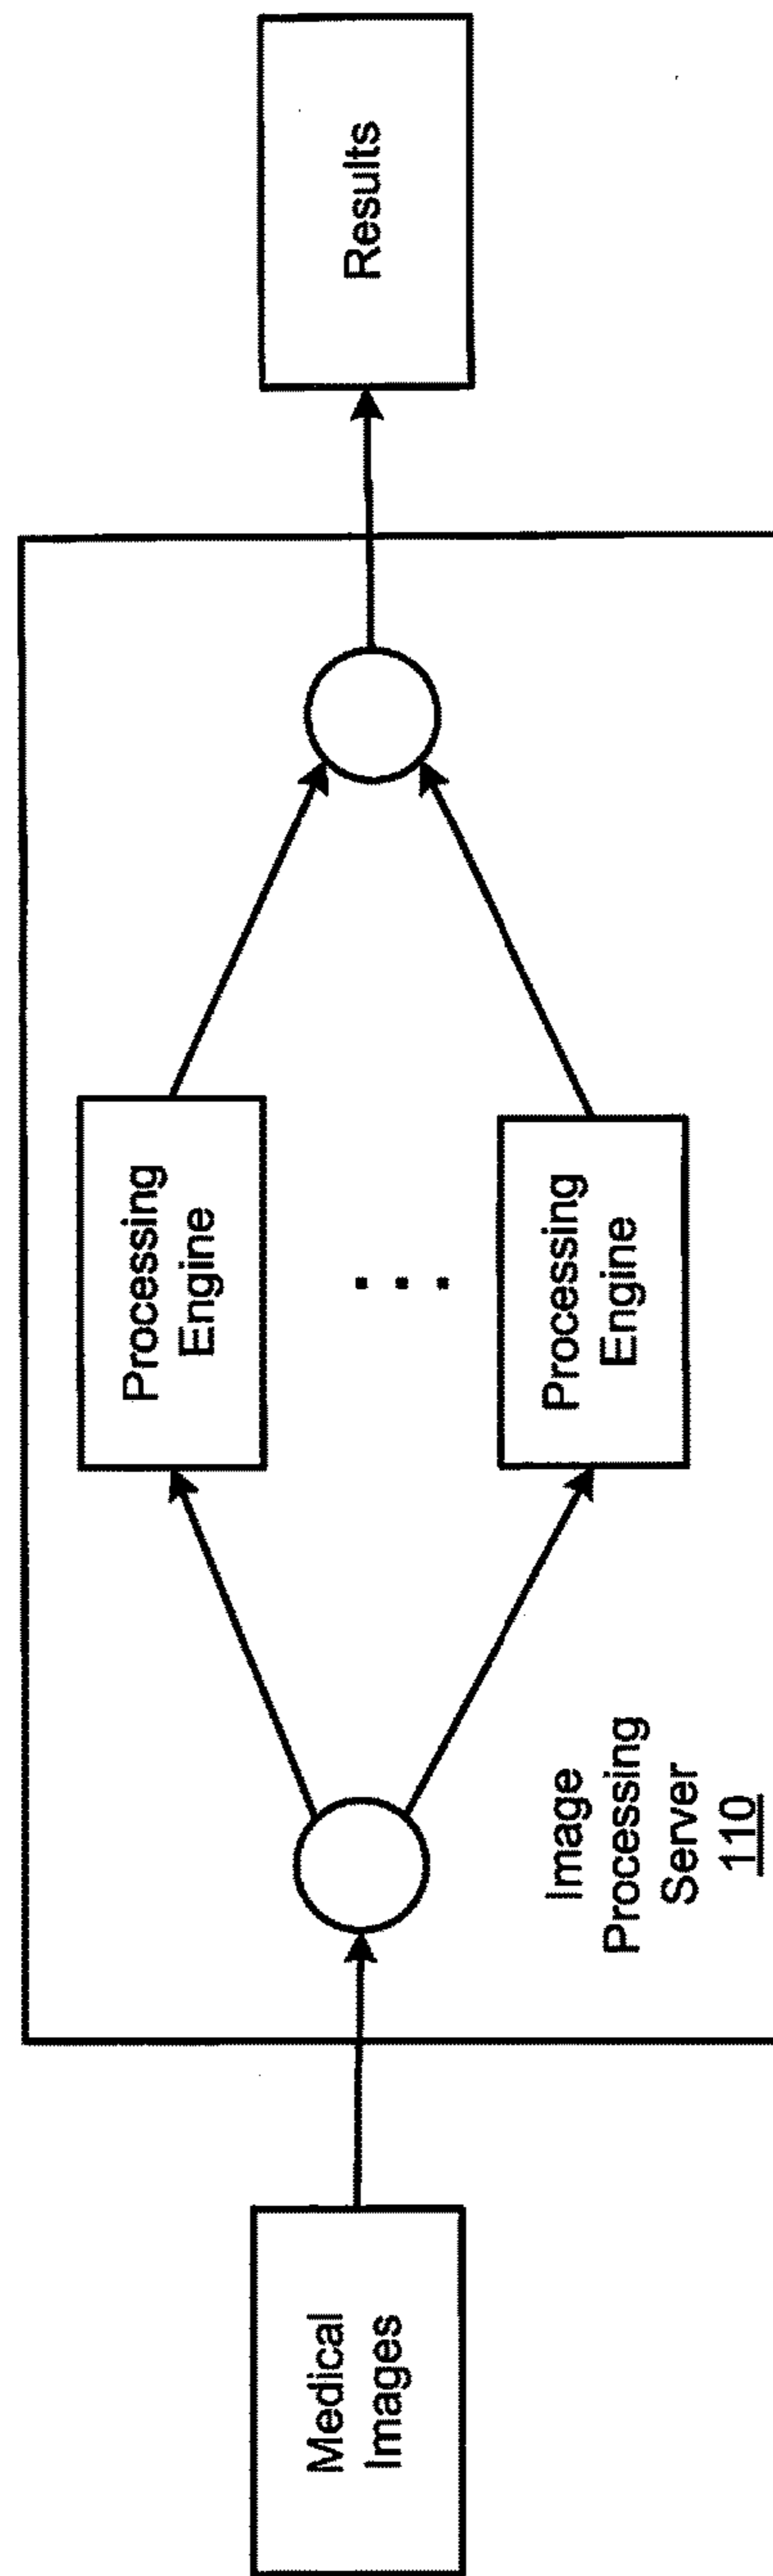 Medical
Images
Image
Processing
Server
110
Processing
Engine
. . .
Processing
Engine
Results